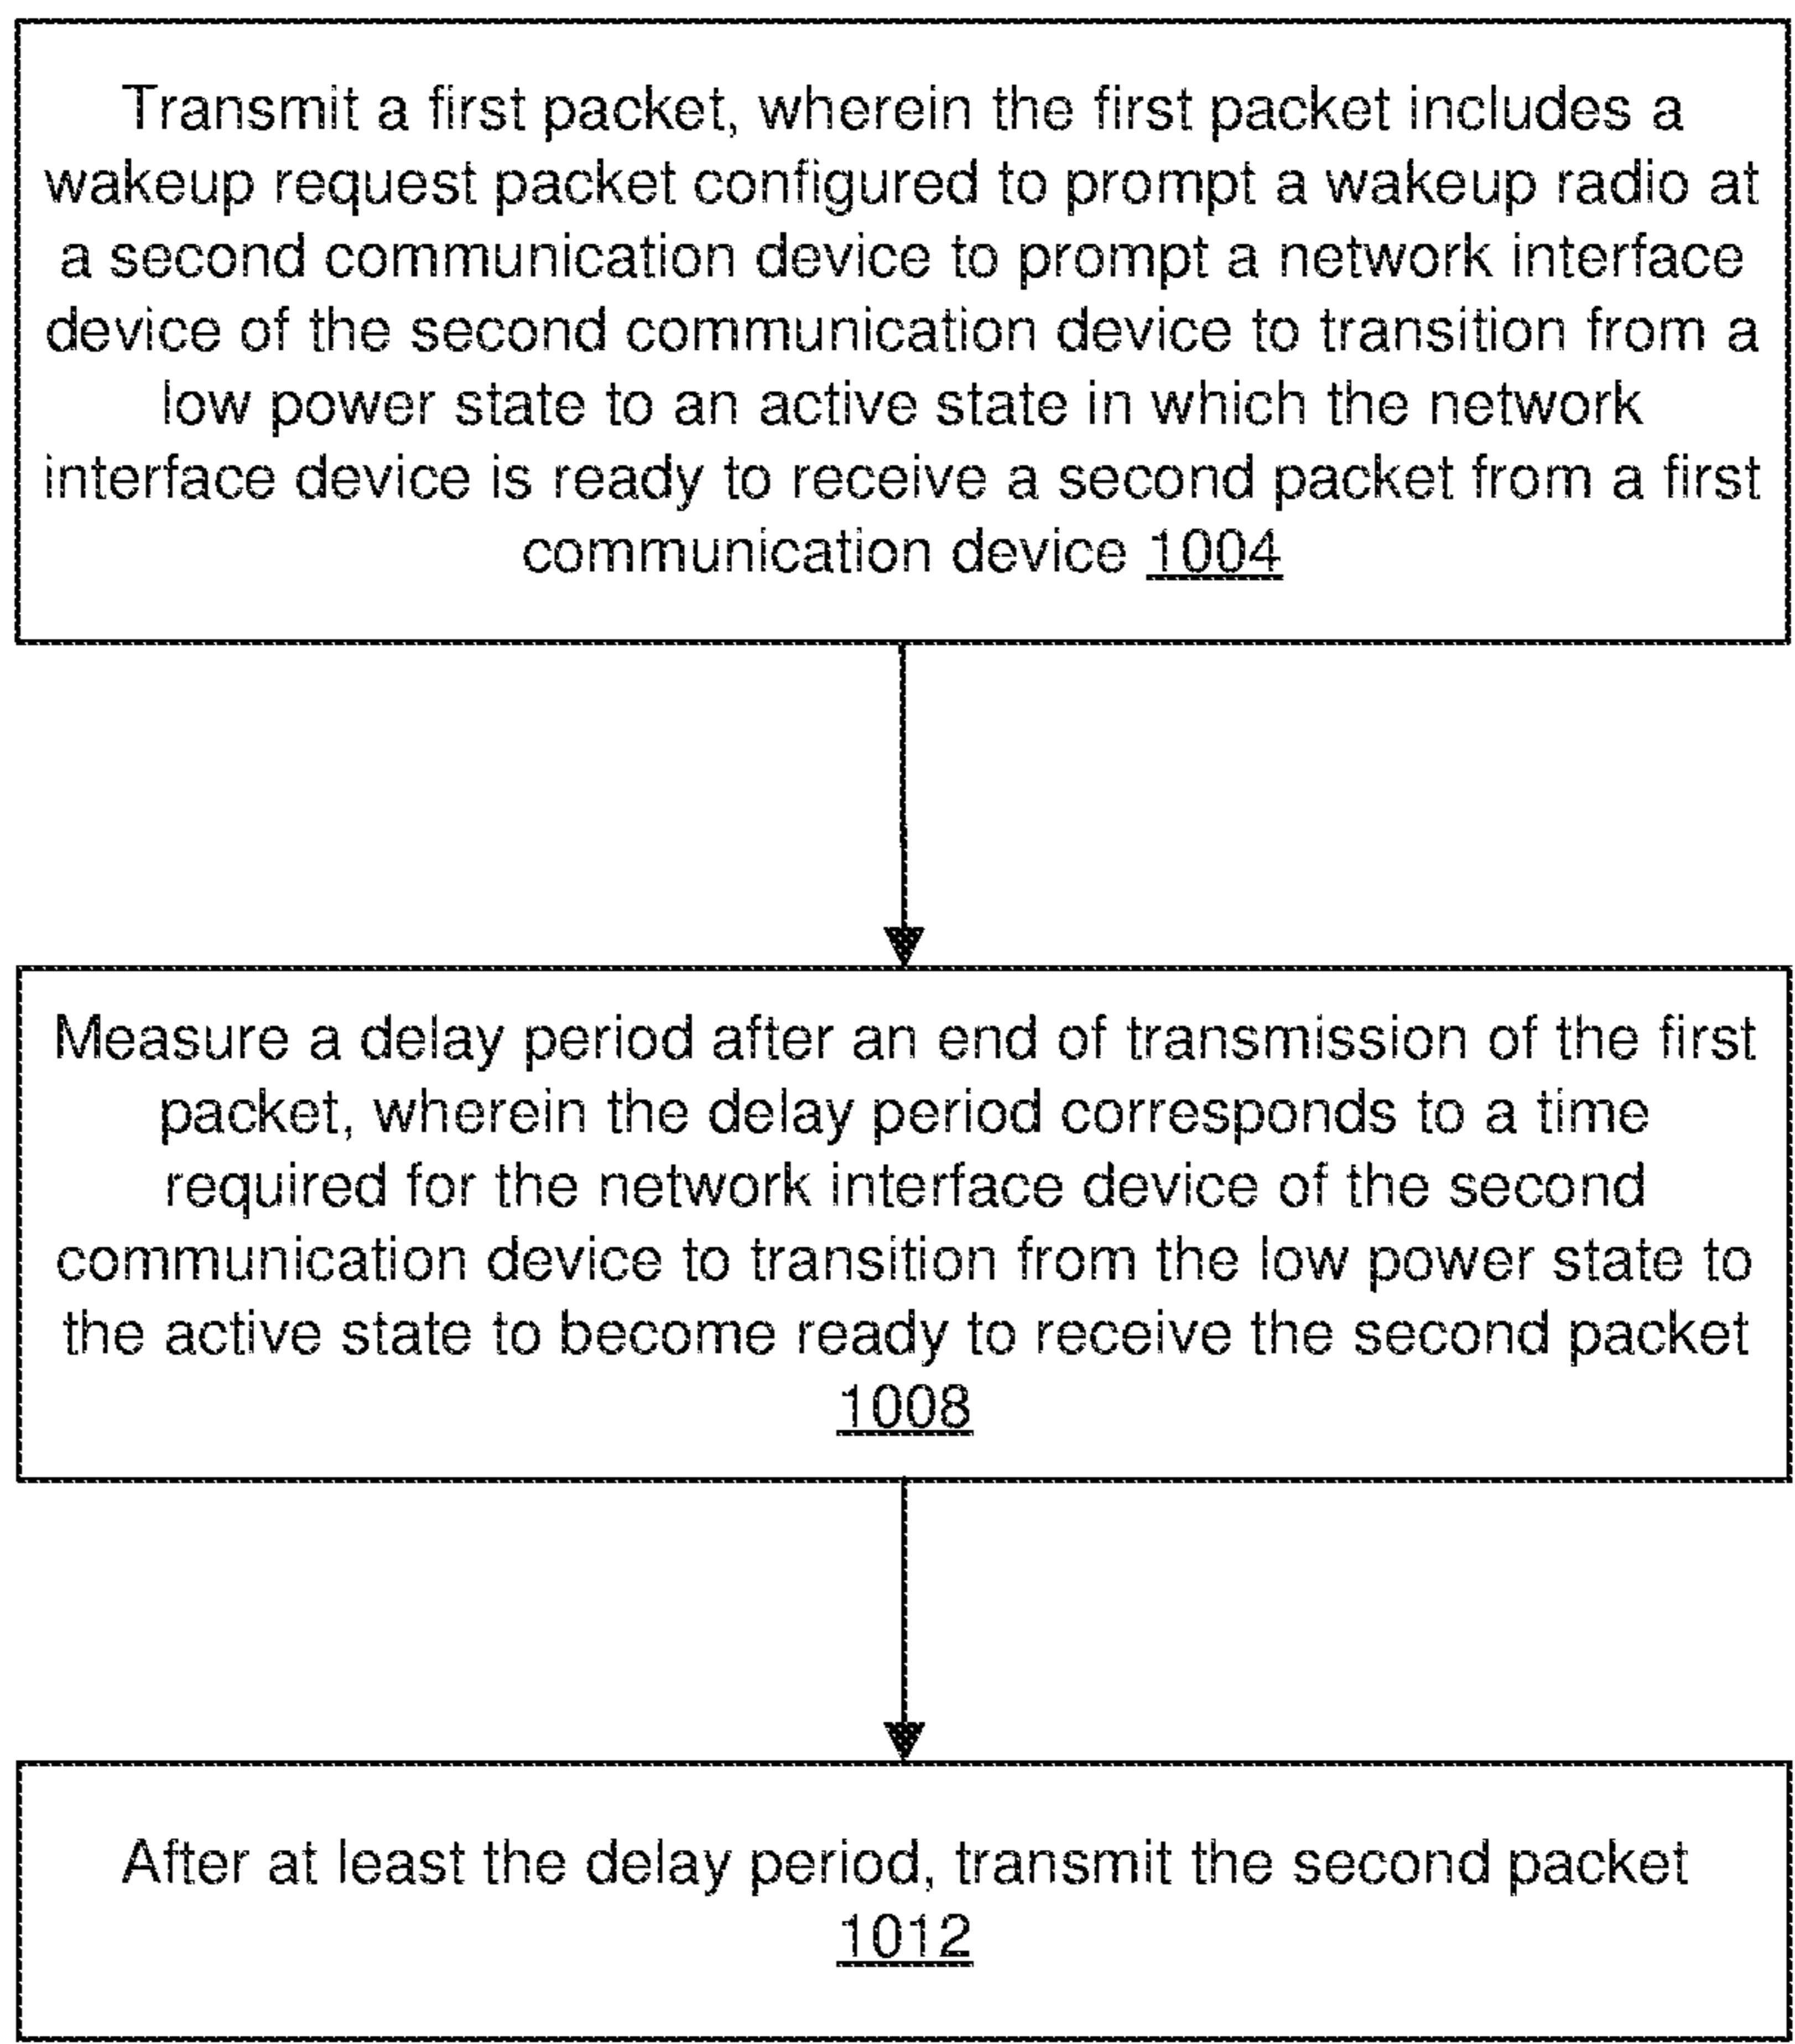 Transmit a first packet, wherein the first packet includes a
wakeup request packet configured to prompt a wakeup radio at
a second communication device to prompt a network interface
device of the second communication device to transition from a
low power state to an active state in which the network
interface device is ready to receive a second packet from a first
communication device 1004
Measure a delay period after an end of transmission of the first
packet, wherein the delay period corresponds to a time
required for the network interface device of the second
communication device to transition from the low power state to
the active state to become ready to receive the second packet
1008
After at least the delay period, transmit the second packet
1012